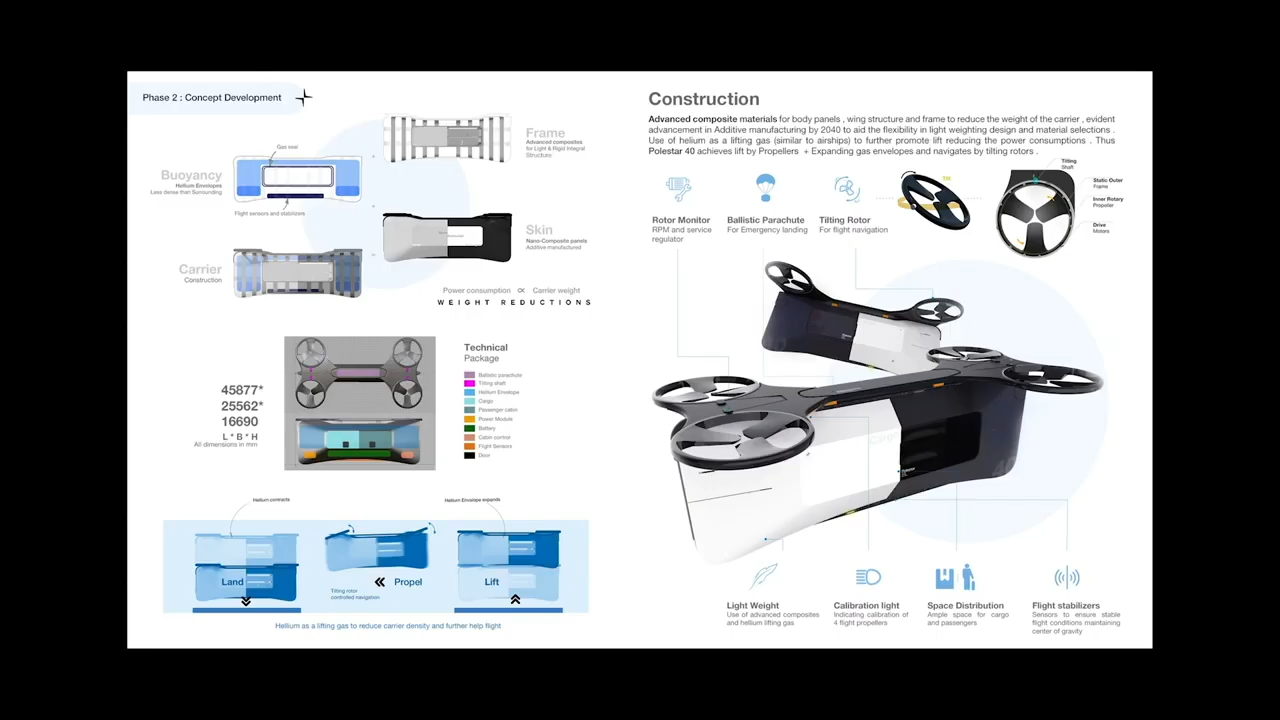 Phase 2 : Concept Development
Gas seal
Buoyancy
Hellium Envelopes
Less dense than Surrounding
Flight sensors and stabilizers
Carrier
Construction
Frame
Advanced composites
for Light & Rigid Integral
Structure
Skin
Nano-Composite panels
Additive manufactured
Power consumption ∝ Carrier weight
WEIGHT REDUCTIONS
45877*
25562*
16690
L * B * H
All dimensions in mm
Technical
Package
Ballistic parachute
Tilting shaft
Hellium Envelope
Cargo
Passenger cabin
Power Module
Battery
Cabin control
Flight Sensors
Door
Hellium contracts
Hellium Envelope expands
Land
Propel
Lift
Tilting rotor
controlled navigation
Hellium as a lifting gas to reduce carrier density and further help flight
Construction
Advanced composite materials for body panels , wing structure and frame to reduce the weight of the carrier , evident
advancement in Additive manufacturing by 2040 to aid the flexibility in light weighting design and material selections .
Use of helium as a lifting gas (similar to airships) to further promote lift reducing the power consumptions . Thus
Polestar 40 achieves lift by Propellers + Expanding gas envelopes and navigates by tilting rotors .
Rotor Monitor
RPM and service
regulator
Ballistic Parachute
For Emergency landing
Tilting Rotor
For flight navigation
Tilt
Tilting
Shaft
Static Outer
Frame
Inner Rotary
Propeller
Drive
Motors
Cargo
Light Weight
Use of advanced composites
and hellium lifting gas
Calibration light
Indicating calibration of
4 flight propellers
Space Distribution
Ample space for cargo
and passengers
Flight stabilizers
Sensors to ensure stable
flight conditions maintaining
center of gravity